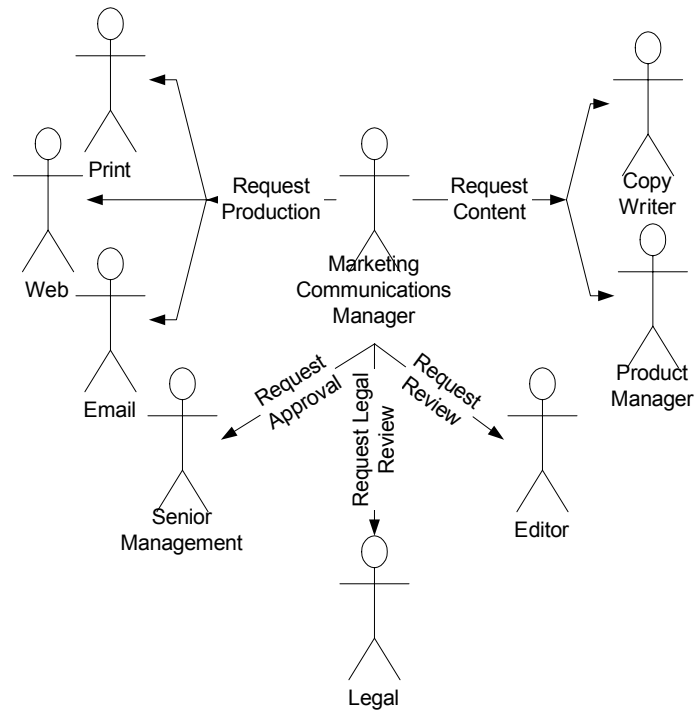 Print
Request
Production
Request
Content
Copy
Writer
Web
Marketing
Communications
Manager
Email
Request
Approval
Request Legal
Review
Request
Review
Product
Manager
Senior
Management
Editor
Legal